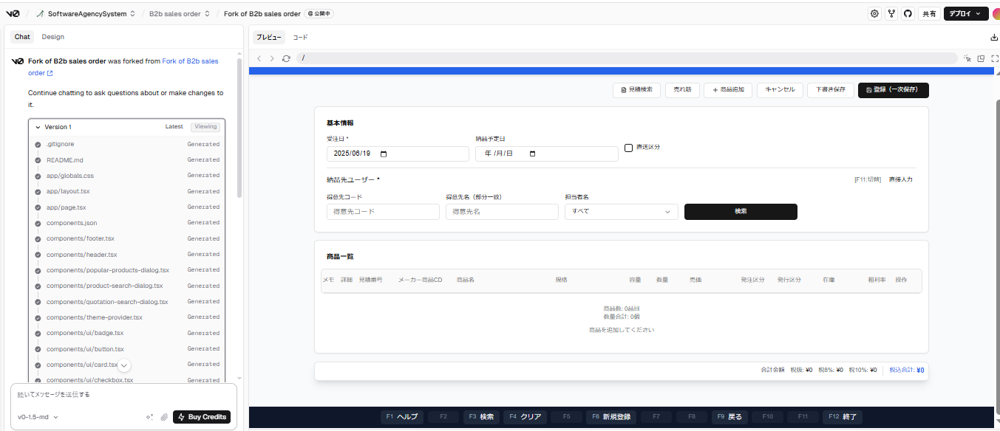 v0 / SoftwareAgencySystem / B2b sales order / Fork of B2b sales order 公開中 共有 デプロイ
Chat Design
Fork of B2b sales order was forked from Fork of B2b sales
order
Continue chatting to ask questions about or make changes to
it.
Version 1 Latest Viewing
.gitignore Generated
README.md Generated
app/globals.css Generated
app/layout.tsx Generated
app/page.tsx Generated
components.json Generated
components/footer.tsx Generated
components/header.tsx Generated
components/popular-products-dialog.tsx Generated
components/product-search-dialog.tsx Generated
components/quotation-search-dialog.tsx Generated
components/theme-provider.tsx Generated
components/ui/badge.tsx Generated
components/ui/button.tsx Generated
components/ui/card.tsx Generated
components/ui/checkbox.tsx Generated
続いてメッセージを送信する
v0-1.5-md Buy Credits
プレビュー コード
/
見積検索 売れ筋 + 商品追加 キャンセル 下書き保存 登録（一次保存）
基本情報
受注日 * 納品予定日
2025/06/19 年 /月/日 直送区分
納品先ユーザー * [F11:切替] 直接入力
得意先コード 得意先名（部分一致） 担当者名
得意先コード 得意先名 すべて 検索
商品一覧
メモ 詳細 見積番号 メーカー商品CD 商品名 規格 容量 数量 売価 発注区分 発行区分 在庫 粗利率 操作
商品数: 0品目
数量合計: 0個
商品を追加してください
合計金額 税抜: ¥0 税8%: ¥0 税10%: ¥0 税込合計: ¥0
F1 ヘルプ F2 F3 検索 F4 クリア F5 F6 新規登録 F7 F8 F9 戻る F10 F11 F12 終了